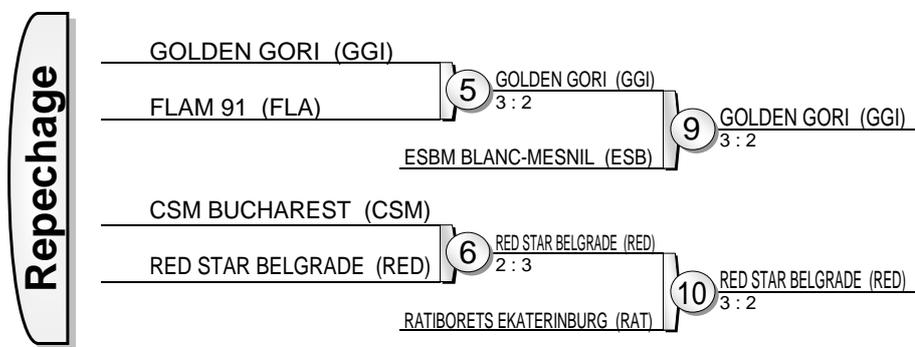 Repechage
GOLDEN GORI (GGI)
FLAM 91 (FLA)
5
GOLDEN GORI (GGI)
3 : 2
ESBM BLANC-MESNIL (ESB)
9
GOLDEN GORI (GGI)
3 : 2
CSM BUCHAREST (CSM)
RED STAR BELGRADE (RED)
6
RED STAR BELGRADE (RED)
2 : 3
RATIBORETS EKATERINBURG (RAT)
10
RED STAR BELGRADE (RED)
3 : 2